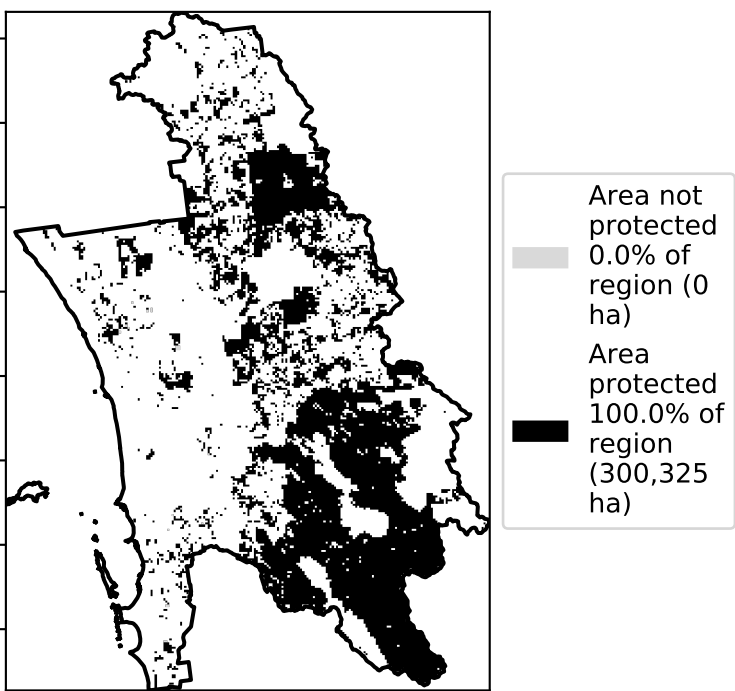 Area not
protected
0.0% of
region (0
ha)
Area
protected
100.0% of
region
(300,325
ha)